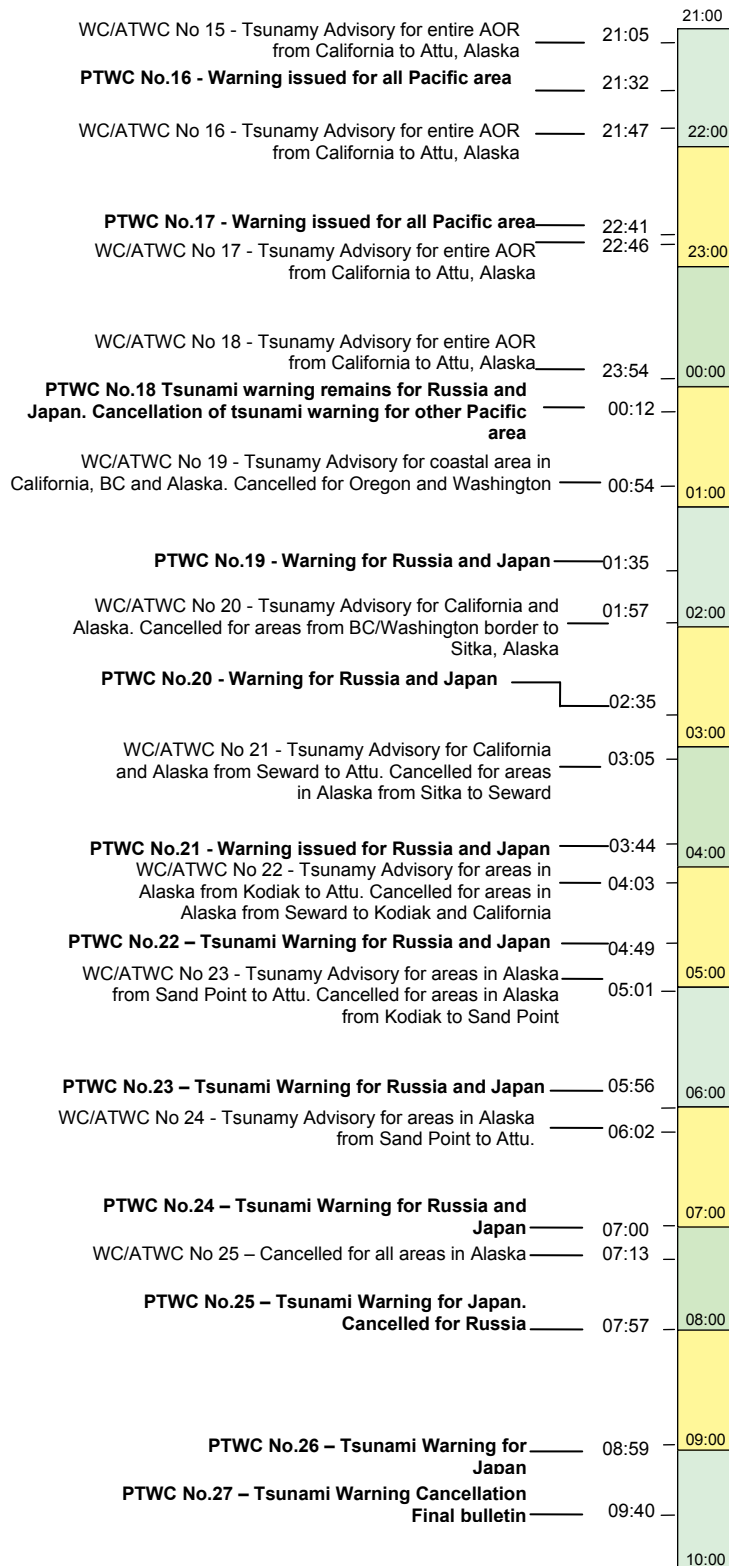 21:00
WC/ATWC No 15 - Tsunamy Advisory for entire AOR
from California to Attu, Alaska
21:05
PTWC No.16 - Warning issued for all Pacific area
21:32
WC/ATWC No 16 - Tsunamy Advisory for entire AOR
from California to Attu, Alaska
21:47
22:00
PTWC No.17 - Warning issued for all Pacific area
22:41
WC/ATWC No 17 - Tsunamy Advisory for entire AOR
from California to Attu, Alaska
22:46
23:00
WC/ATWC No 18 - Tsunamy Advisory for entire AOR
from California to Attu, Alaska
23:54
00:00
PTWC No.18 Tsunami warning remains for Russia and
Japan. Cancellation of tsunami warning for other Pacific
area
00:12
WC/ATWC No 19 - Tsunamy Advisory for coastal area in
California, BC and Alaska. Cancelled for Oregon and Washington
00:54
01:00
PTWC No.19 - Warning for Russia and Japan
01:35
WC/ATWC No 20 - Tsunamy Advisory for California and
Alaska. Cancelled for areas from BC/Washington border to
Sitka, Alaska
01:57
02:00
PTWC No.20 - Warning for Russia and Japan
02:35
03:00
WC/ATWC No 21 - Tsunamy Advisory for California
and Alaska from Seward to Attu. Cancelled for areas
in Alaska from Sitka to Seward
03:05
PTWC No.21 - Warning issued for Russia and Japan
03:44
04:00
WC/ATWC No 22 - Tsunamy Advisory for areas in
Alaska from Kodiak to Attu. Cancelled for areas in
Alaska from Seward to Kodiak and California
04:03
PTWC No.22 – Tsunami Warning for Russia and Japan
04:49
WC/ATWC No 23 - Tsunamy Advisory for areas in Alaska
from Sand Point to Attu. Cancelled for areas in Alaska
from Kodiak to Sand Point
05:00
05:01
PTWC No.23 – Tsunami Warning for Russia and Japan
05:56
06:00
WC/ATWC No 24 - Tsunamy Advisory for areas in Alaska
from Sand Point to Attu.
06:02
PTWC No.24 – Tsunami Warning for Russia and
Japan
07:00
07:00
WC/ATWC No 25 – Cancelled for all areas in Alaska
07:13
PTWC No.25 – Tsunami Warning for Japan.
Cancelled for Russia
07:57
08:00
PTWC No.26 – Tsunami Warning for
Japan
08:59
09:00
PTWC No.27 – Tsunami Warning Cancellation
Final bulletin
09:40
10:00